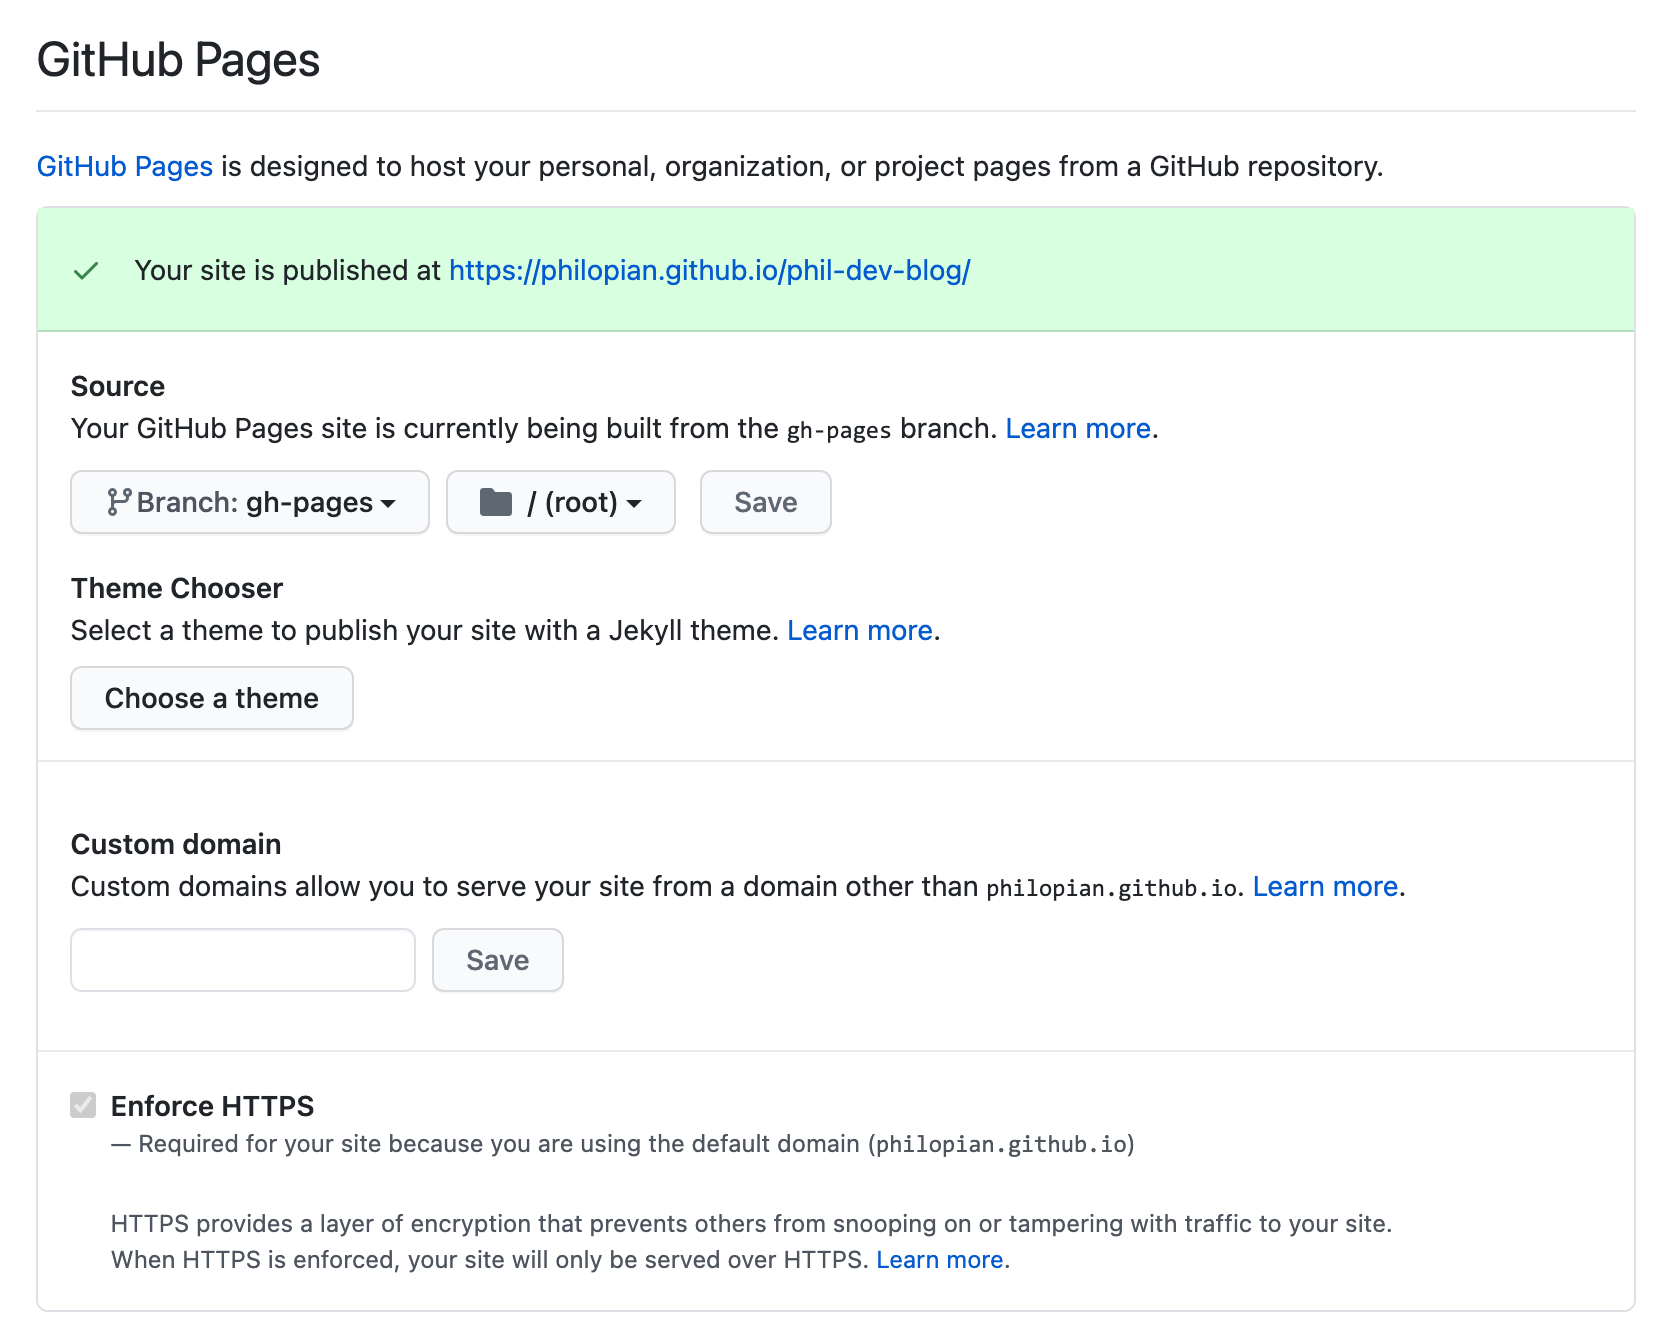 GitHub Pages
GitHub Pages is designed to host your personal, organization, or project pages from a GitHub repository.
Your site is published at https://philopian.github.io/phil-dev-blog/
Source
Your GitHub Pages site is currently being built from the gh-pages branch. Learn more.
Branch: gh-pages / (root) Save
Theme Chooser
Select a theme to publish your site with a Jekyll theme. Learn more.
Choose a theme
Custom domain
Custom domains allow you to serve your site from a domain other than philopian.github.io. Learn more.
Save
Enforce HTTPS
— Required for your site because you are using the default domain (philopian.github.io)
HTTPS provides a layer of encryption that prevents others from snooping on or tampering with traffic to your site.
When HTTPS is enforced, your site will only be served over HTTPS. Learn more.